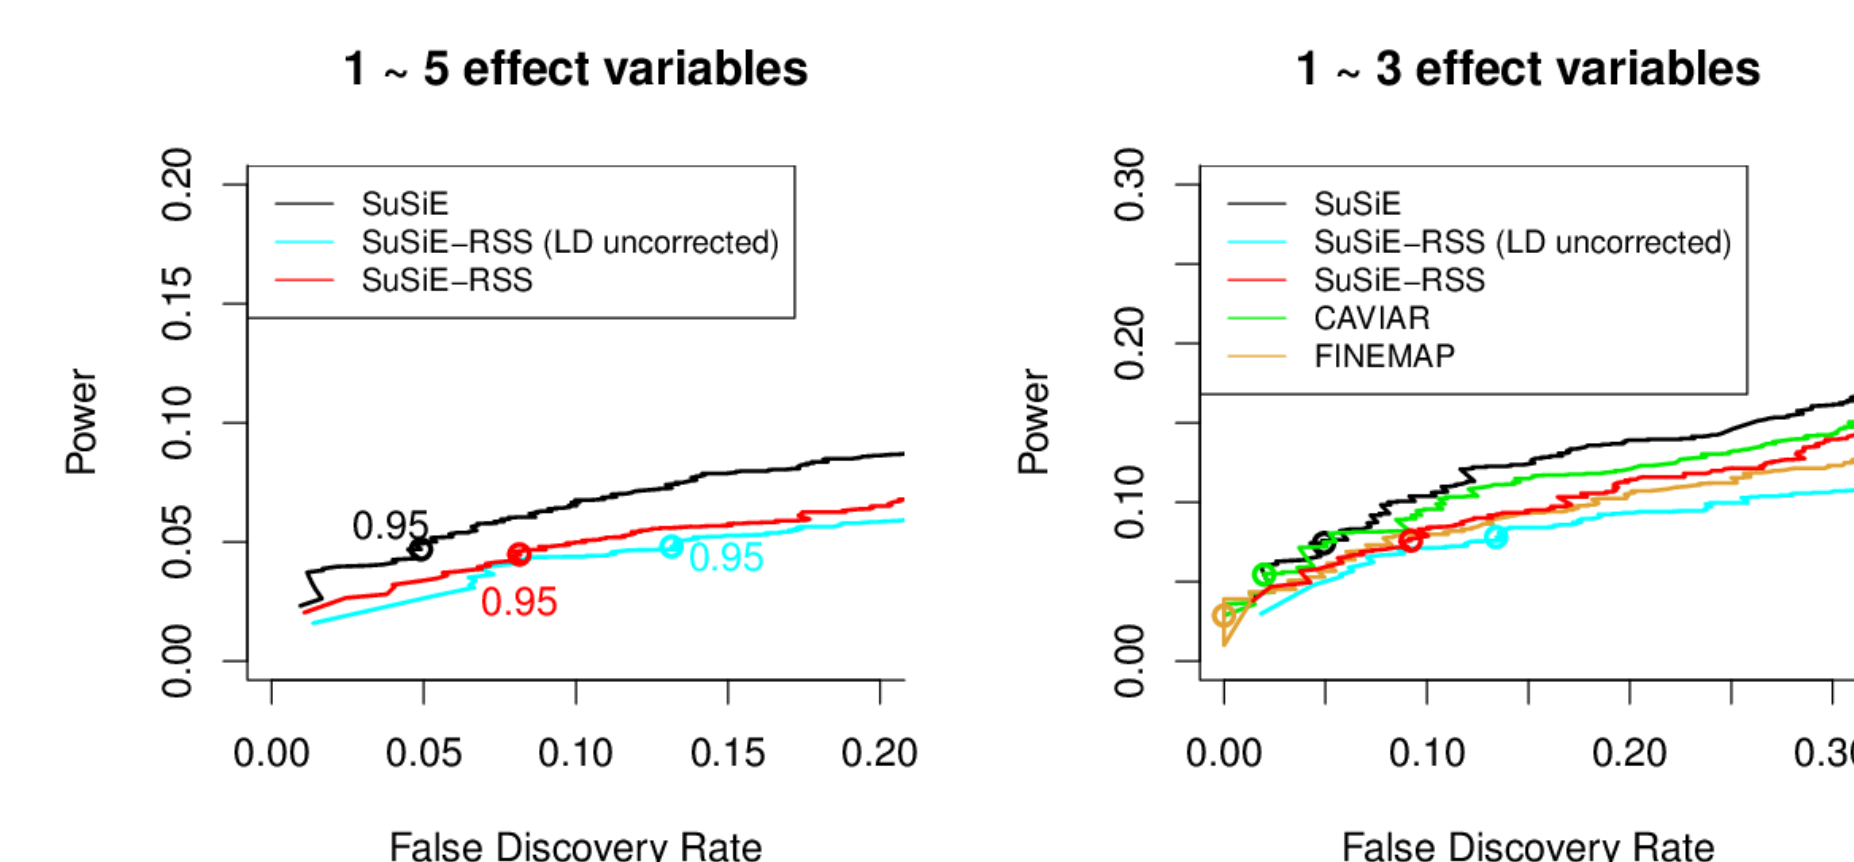 1 ~ 5 effect variables
0.20
0.15
0.10
0.05
0.00
Power
SuSiE
SuSiE−RSS (LD uncorrected)
SuSiE−RSS
0.95
0.95
0.95
0.00 0.05 0.10 0.15 0.20
False Discovery Rate
1 ~ 3 effect variables
0.30
0.20
0.10
0.00
Power
SuSiE
SuSiE−RSS (LD uncorrected)
SuSiE−RSS
CAVIAR
FINEMAP
0.00 0.10 0.20 0.30
False Discovery Rate